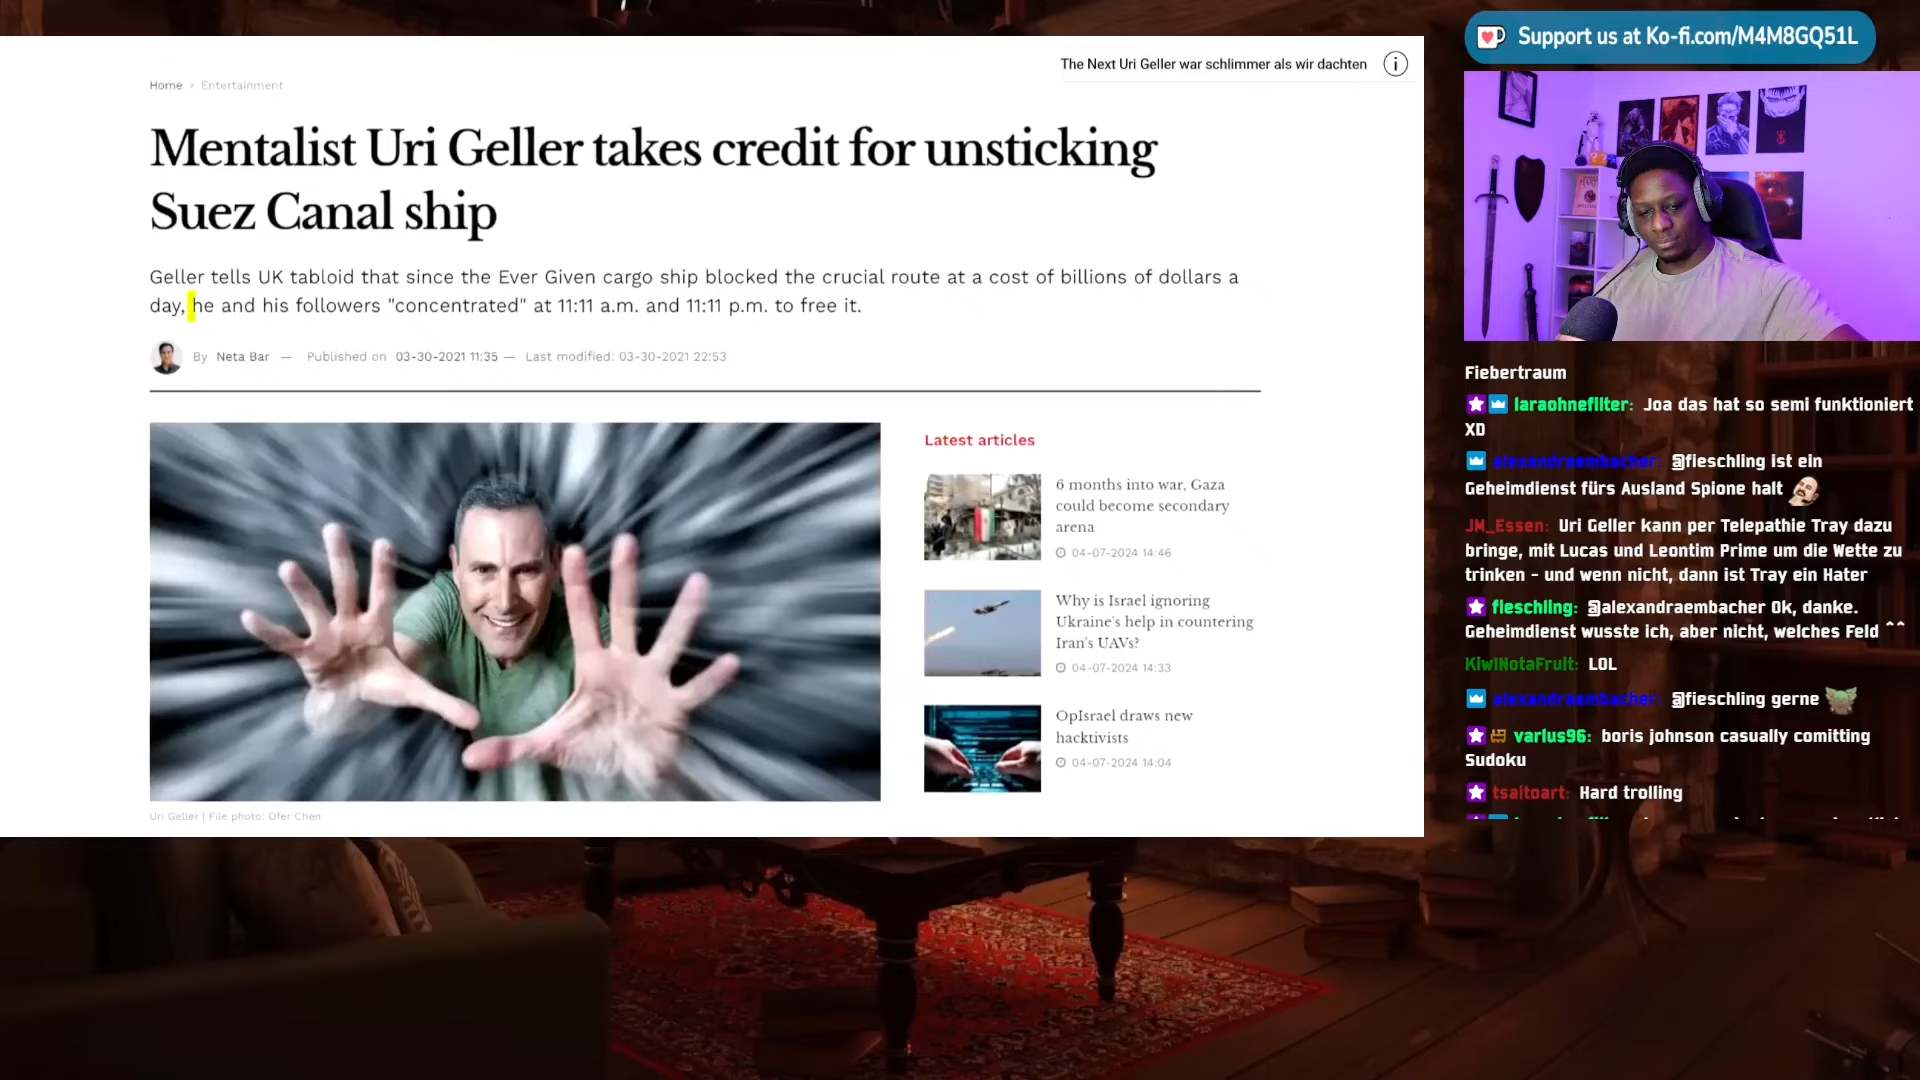 Support us at Ko-fi.com/M4M8GQ51L
The Next Uri Geller war schlimmer als wir dachten
Home › Entertainment
Mentalist Uri Geller takes credit for unsticking
Suez Canal ship
Geller tells UK tabloid that since the Ever Given cargo ship blocked the crucial route at a cost of billions of dollars a
day, he and his followers "concentrated" at 11:11 a.m. and 11:11 p.m. to free it.
By Neta Bar — Published on 03-30-2021 11:35 — Last modified: 03-30-2021 22:53
Uri Geller | File photo: Ofer Chen
Latest articles
6 months into war, Gaza
could become secondary
arena
04-07-2024 14:46
Why is Israel ignoring
Ukraine's help in countering
Iran's UAVs?
04-07-2024 14:33
OpIsrael draws new
hacktivists
04-07-2024 14:04
Fiebertraum
laraohnefilter: Joa das hat so semi funktioniert
XD
alexandraembacher: @fieschling ist ein
Geheimdienst fürs Ausland Spione halt
JM_Essen: Uri Geller kann per Telepathie Tray dazu
bringe, mit Lucas und Leontim Prime um die Wette zu
trinken - und wenn nicht, dann ist Tray ein Hater
fieschling: @alexandraembacher Ok, danke.
Geheimdienst wusste ich, aber nicht, welches Feld ^^
KiwiNotaFruit: LOL
alexandraembacher: @fieschling gerne
varius96: boris johnson casually comitting
Sudoku
tsaitoart: Hard trolling